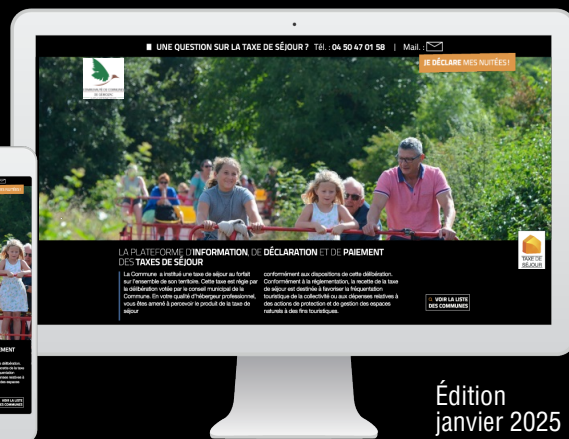 UNE QUESTION SUR LA TAXE DE SÉJOUR ? Tél. : 04 50 47 01 58 | Mail. :
JE DÉCLARE MES NUITÉES !
LA PLATEFORME D'INFORMATION, DE DÉCLARATION ET DE PAIEMENT
DES TAXES DE SÉJOUR
La Commune a institué une taxe de séjour au forfait
sur l'ensemble de son territoire. Cette taxe est régie par
la délibération votée par le conseil municipal de la
Commune. En votre qualité d'hébergeur professionnel,
vous êtes amené à percevoir le produit de la taxe de
séjour
conformément aux dispositions de cette délibération.
Conformément à la réglementation, la recette de la taxe
de séjour est destinée à favoriser la fréquentation
touristique de la collectivité ou aux dépenses relatives à
des actions de protection et de gestion des espaces
naturels à des fins touristiques.
TAXE DE
SÉJOUR
VOIR LA LISTE
DES COMMUNES
VOIR LA LISTE
DES COMMUNES
Édition
janvier 2025